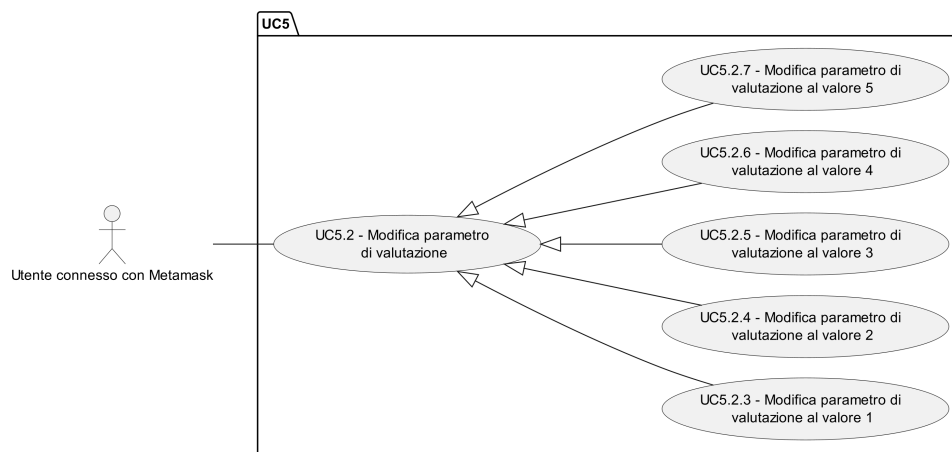 UC5
UC5.2.7 - Modifica parametro di
valutazione al valore 5
UC5.2.6 - Modifica parametro di
valutazione al valore 4
UC5.2 - Modifica parametro
di valutazione
UC5.2.5 - Modifica parametro di
valutazione al valore 3
Utente connesso con Metamask
UC5.2.4 - Modifica parametro di
valutazione al valore 2
UC5.2.3 - Modifica parametro di
valutazione al valore 1